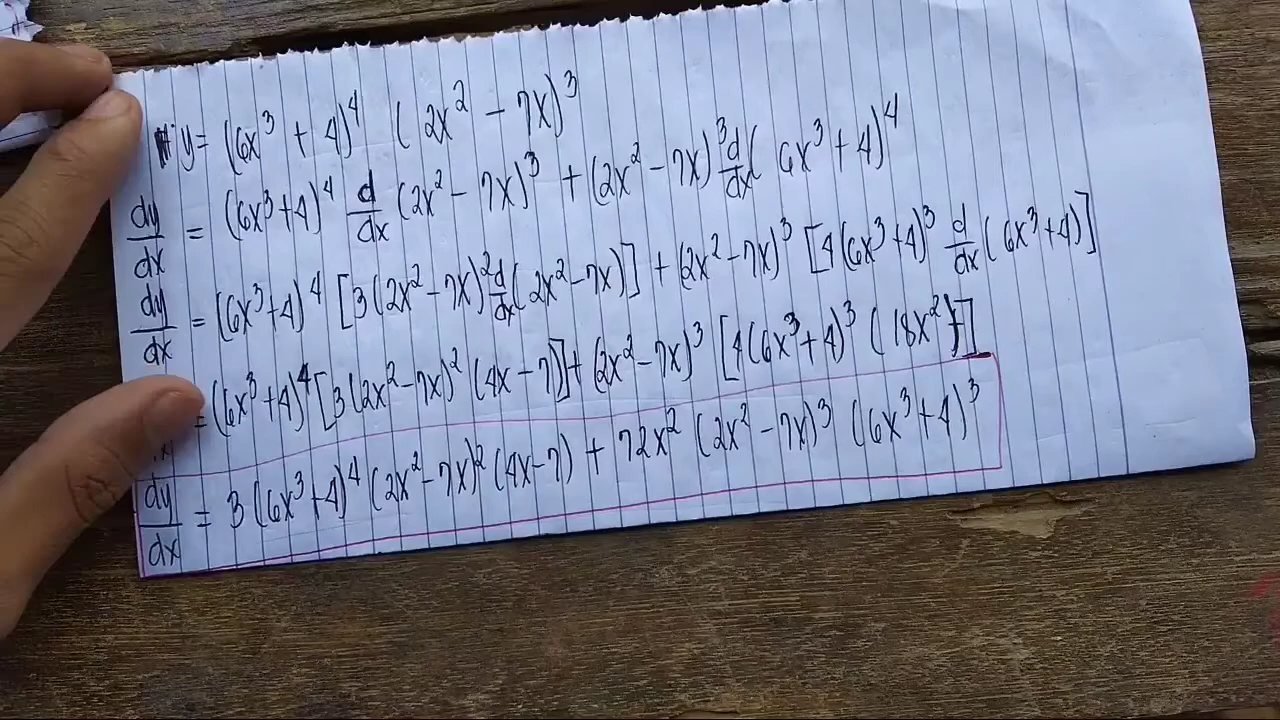 y = (6x³ + 4)⁴ (2x² - 7x)³
dy/dx = (6x³+4)⁴ d/dx (2x² - 7x)³ + (2x² - 7x)³ d/dx (6x³+4)⁴
dy/dx = (6x³+4)⁴ [3(2x²-7x)² d/dx (2x²-7x)] + (2x²-7x)³ [4(6x³+4)³ d/dx (6x³+4)]
= (6x³+4)⁴ [3(2x²-7x)² (4x-7)] + (2x²-7x)³ [4(6x³+4)³ (18x²)]
dy/dx = 3(6x³+4)⁴ (2x²-7x)² (4x-7) + 72x² (2x²-7x)³ (6x³+4)³